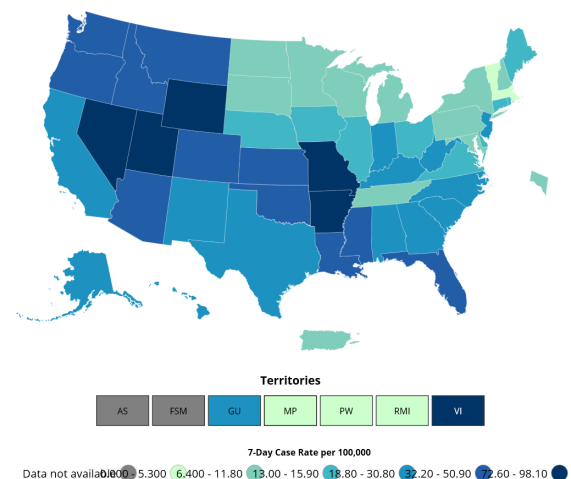 Territories
AS FSM GU MP PW RMI VI
7-Day Case Rate per 100,000
Data not available 0.000 - 5.300 6.400 - 11.80 13.00 - 15.90 18.80 - 30.80 32.20 - 50.90 72.60 - 98.10